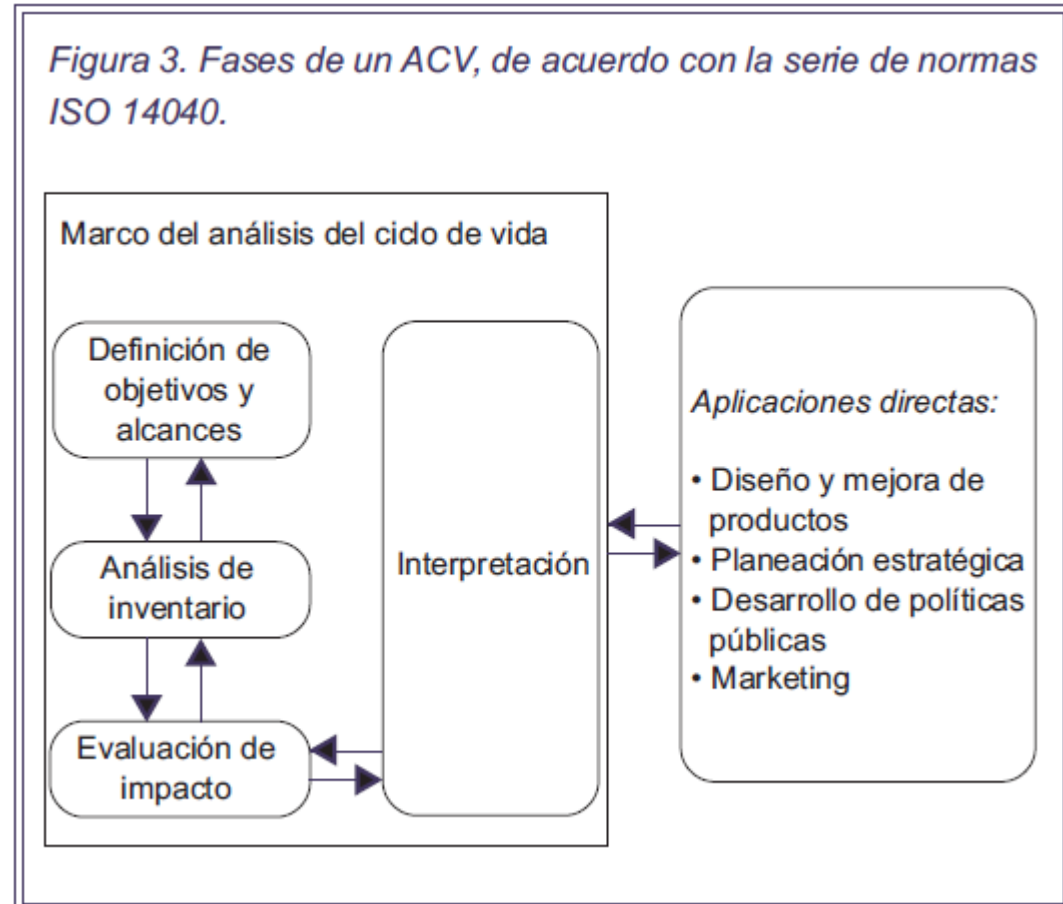 Figura 3. Fases de un ACV, de acuerdo con la serie de normas
ISO 14040.
Marco del análisis del ciclo de vida
Definición de
objetivos y
alcances
Análisis de
inventario
Evaluación de
impacto
Interpretación
Aplicaciones directas:
• Diseño y mejora de
productos
• Planeación estratégica
• Desarrollo de políticas
públicas
• Marketing